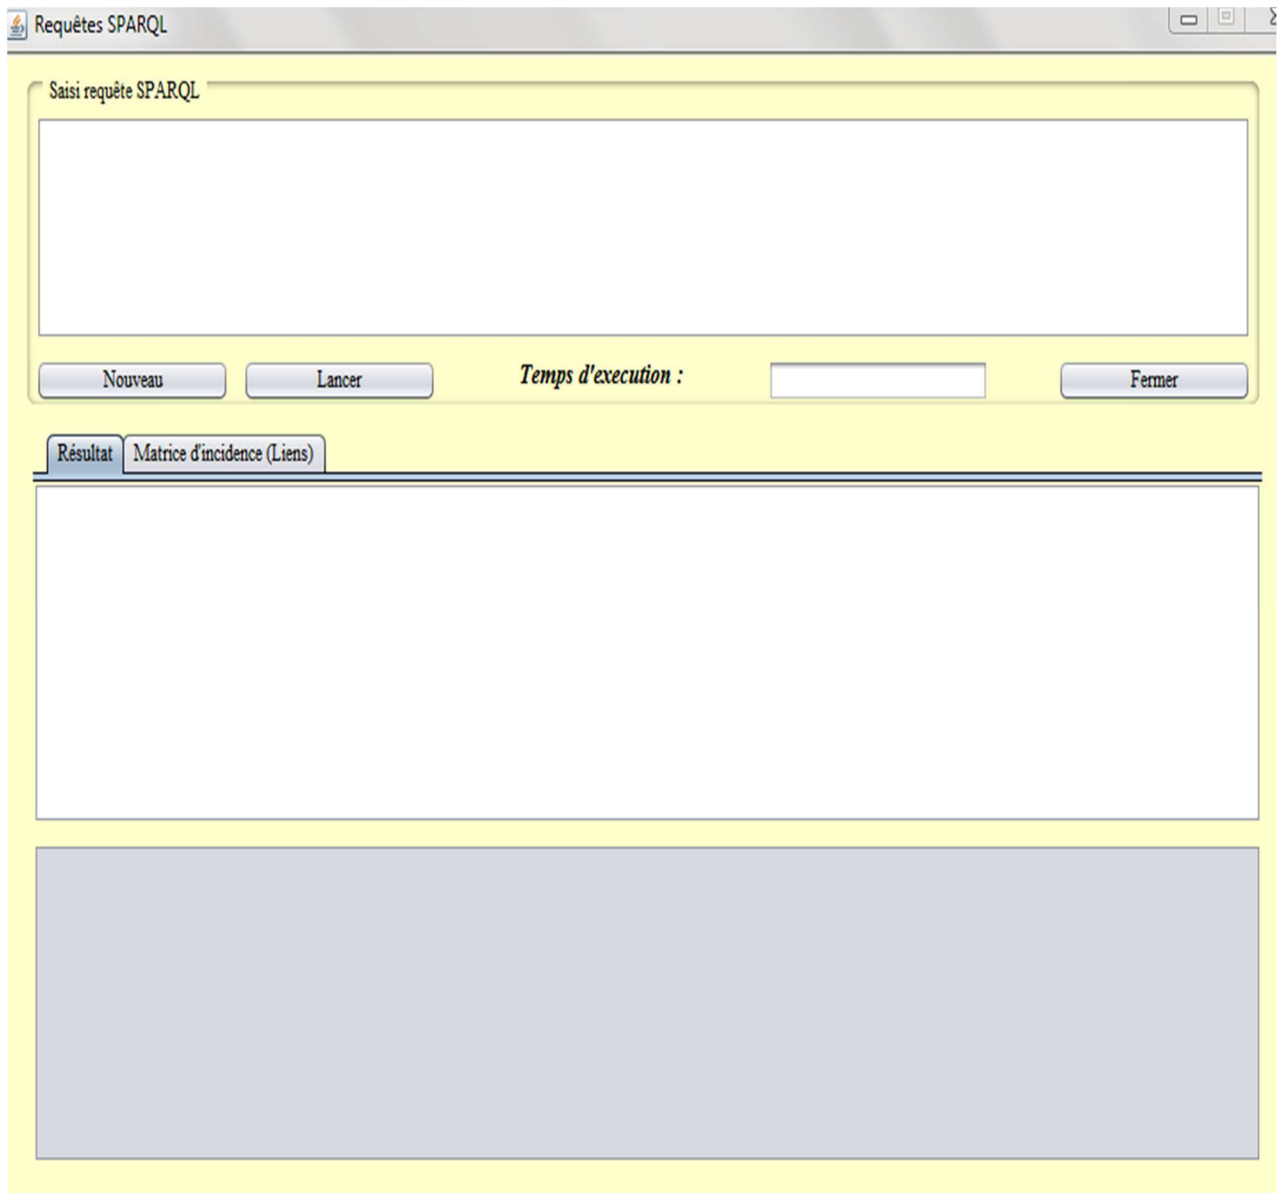 Requêtes SPARQL
Saisi requête SPARQL
Nouveau Lancer Temps d'execution : Fermer
Résultat Matrice d'incidence (Liens)